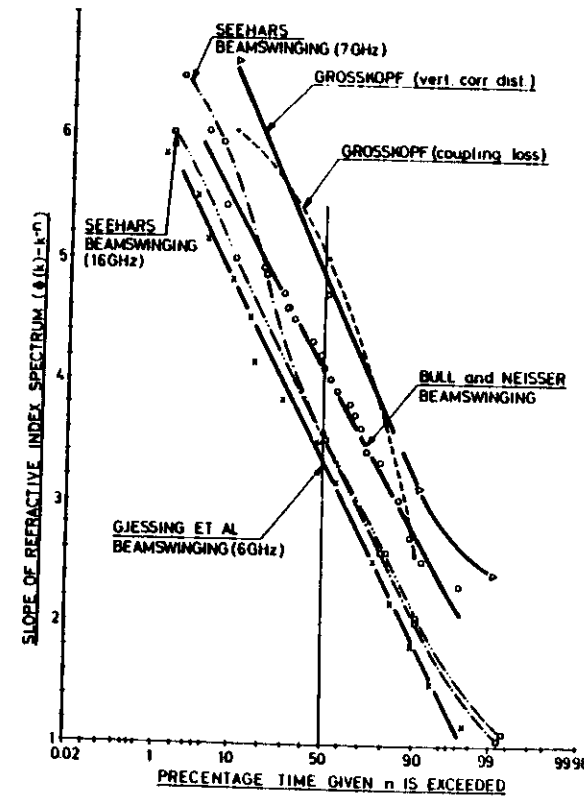 SEEHARS
BEAMSWINGING (7GHz)
GROSSKOPF (vert. corr dist.)
GROSSKOPF (coupling loss)
SEEHARS
BEAMSWINGING
(16GHz)
BULL and NEISSER
BEAMSWINGING
GJESSING ET AL
BEAMSWINGING (6GHz)
SLOPE OF REFRACTIVE INDEX SPECTRUM (ϕ(k)~k⁻ⁿ)
6
5
4
3
2
1
0.02 1 10 50 90 99 99.98
PRECENTAGE TIME GIVEN n IS EXCEEDED